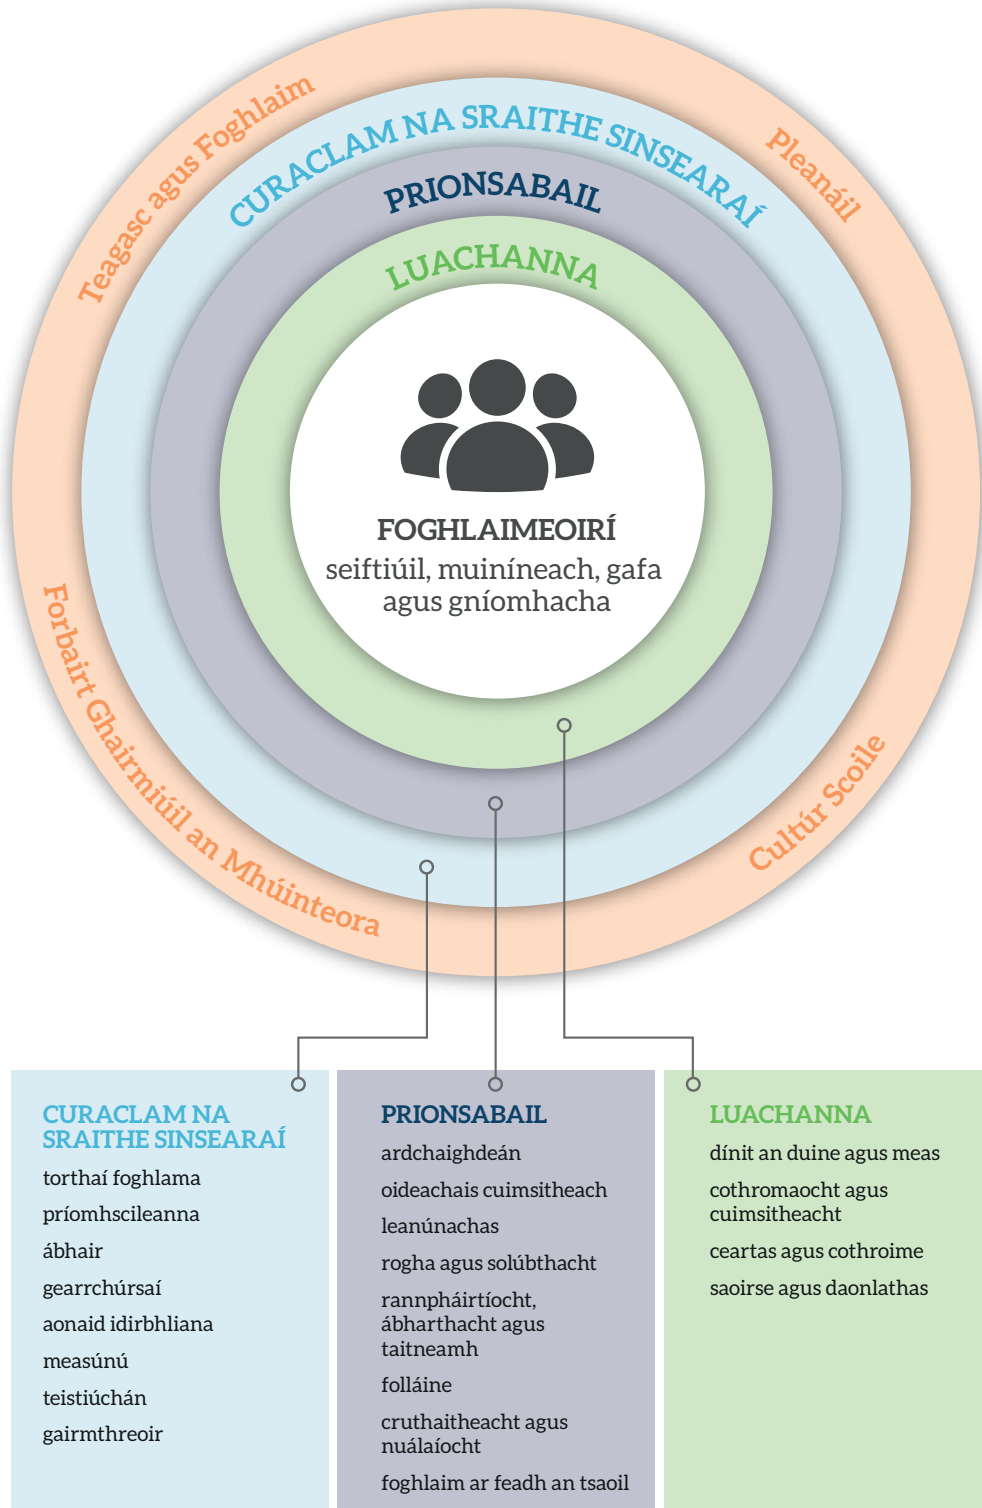 Teagasc agus Foghlaim
Pleanáil
CURACLAM NA SRAITHE SINSEARAÍ
PRIONSABAIL
LUACHANNA
FOGHLAIMEOIRÍ
seiftiúil, muiníneach, gafa
agus gníomhacha
Forbairt Ghairmiúil an Mhúinteora
Cultúr Scoile
CURACLAM NA
SRAITHE SINSEARAÍ
torthaí foghlama
príomhscileanna
ábhair
gearrchúrsaí
aonaid idirbhliana
measúnú
teistiúchán
gairmthreoir
PRIONSABAIL
ardchaighdeán
oideachais cuimsitheach
leanúnachas
rogha agus solúbthacht
rannpháirtíocht,
ábharthacht agus
taitneamh
folláine
cruthaitheacht agus
nuálaíocht
foghlaim ar feadh an tsaoil
LUACHANNA
dínit an duine agus meas
cothromaocht agus
cuimsitheacht
ceartas agus cothroime
saoirse agus daonlathas